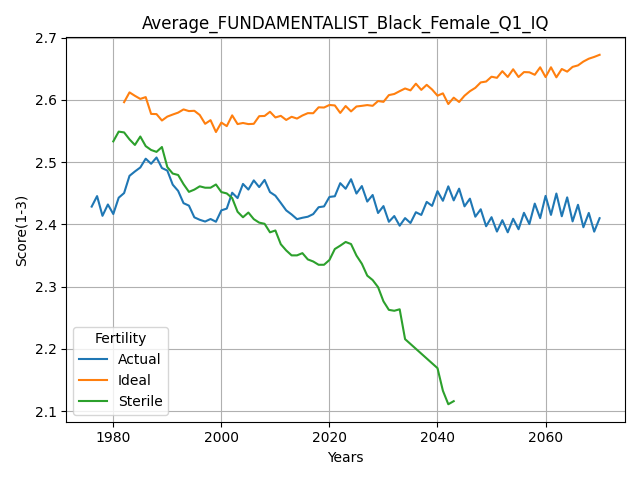 Average_FUNDAMENTALIST_Black_Female_Q1_IQ
2.7
2.6
2.5
2.4
2.3
2.2
2.1
Score(1-3)
Fertility
Actual
Ideal
Sterile
1980 2000 2020 2040 2060
Years